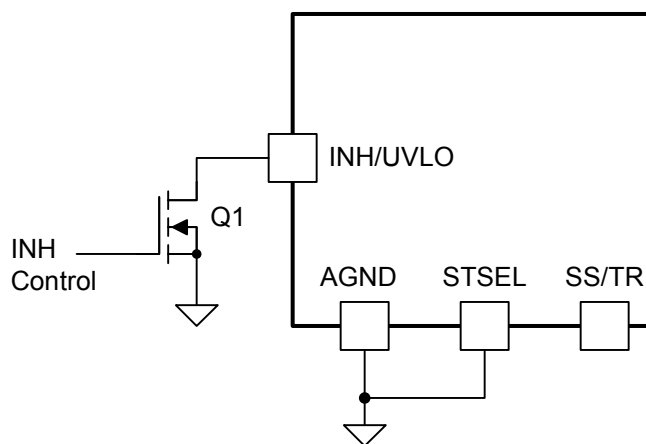 INH/UVLO
Q1
INH
Control
AGND
STSEL
SS/TR